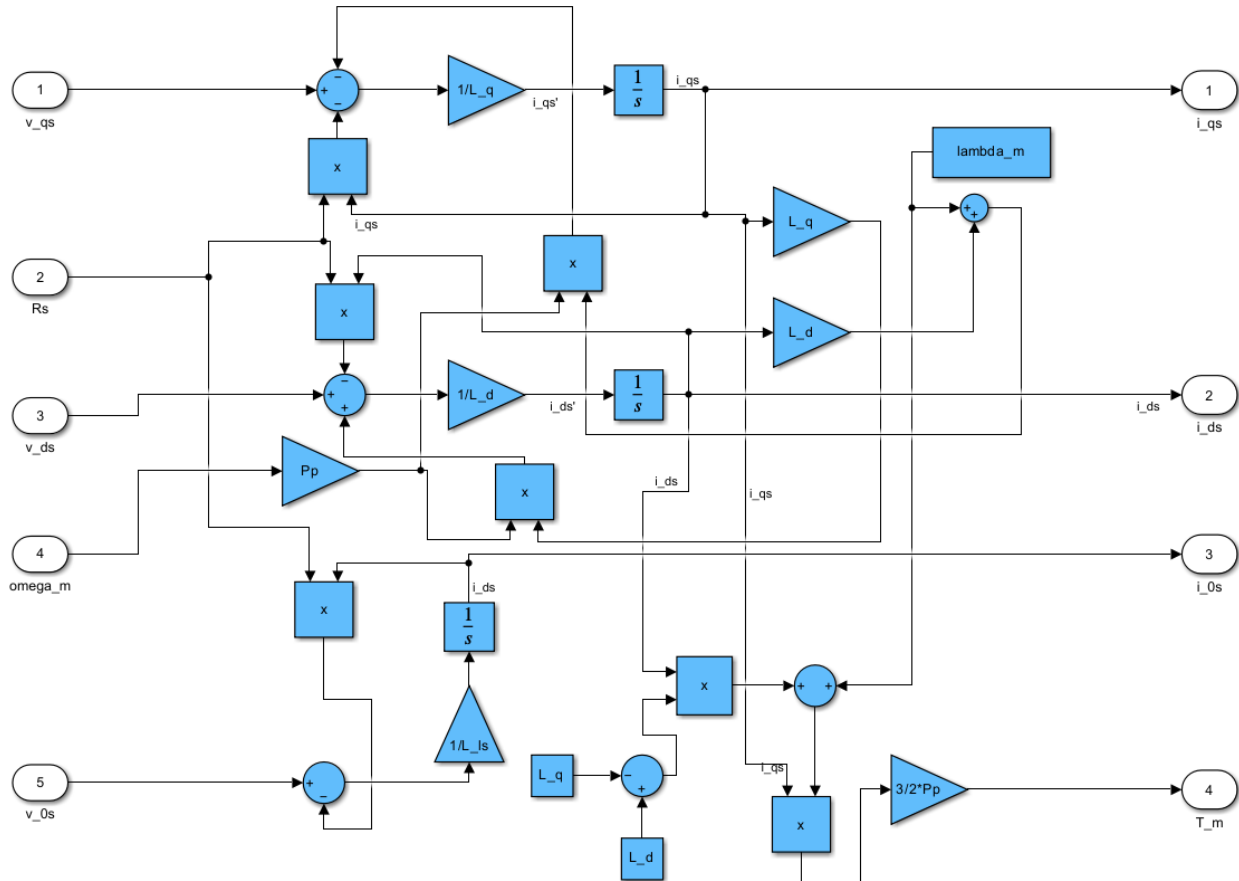 1
v_qs
+
−
−
x
1/L_q
i_qs'
1
s
i_qs
1
i_qs
lambda_m
i_qs
L_q
+
+
2
Rs
x
x
L_d
3
v_ds
−
+
+
1/L_d
i_ds'
1
s
i_ds
2
i_ds
Pp
x
i_ds
i_qs
4
omega_m
x
i_ds
1
s
3
i_0s
x
+
+
1/L_ls
5
v_0s
+
−
L_q
−
+
i_qs
3/2*Pp
4
T_m
x
L_d